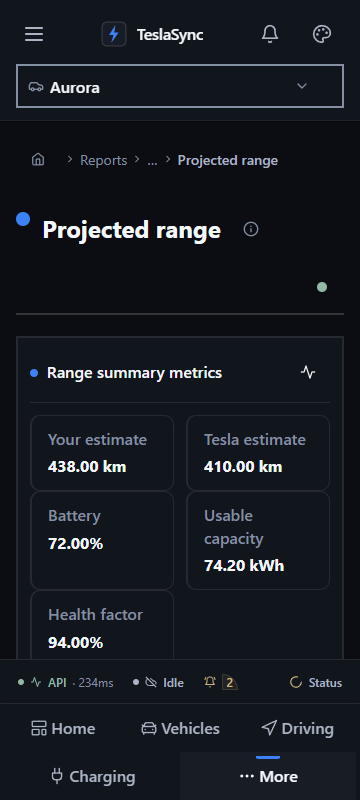 TeslaSync
Aurora
Reports ... Projected range
Projected range
Range summary metrics
Your estimate
438.00 km
Tesla estimate
410.00 km
Battery
72.00%
Usable
capacity
74.20 kWh
Health factor
94.00%
API · 234ms Idle 2 Status
Home Vehicles Driving
Charging More